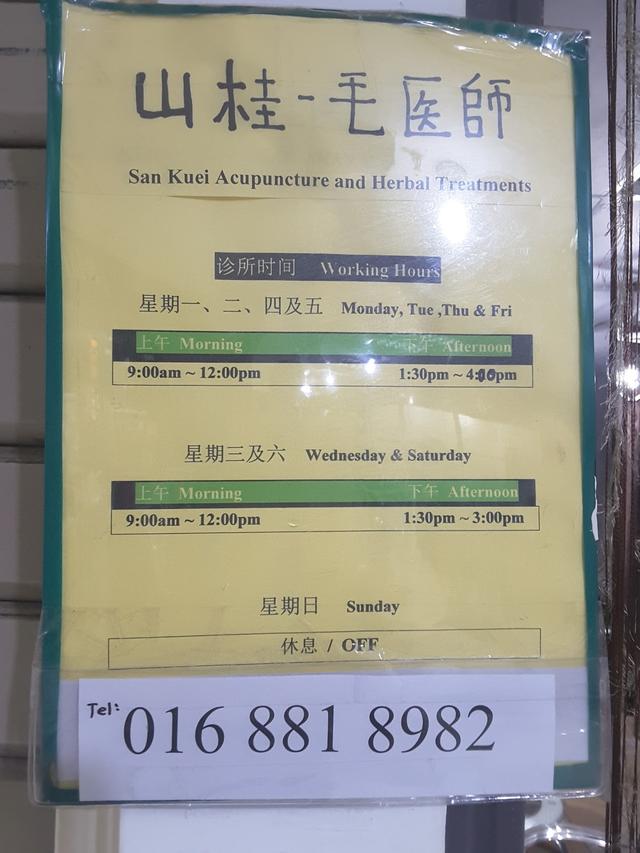 山桂-毛医師
San Kuei Acupuncture and Herbal Treatments
诊所时间 Working Hours
星期一、二、四及五 Monday, Tue ,Thu & Fri
上午 Morning 下午 Afternoon
9:00am ~ 12:00pm 1:30pm ~
星期三及六 Wednesday & Saturday
上午 Morning 下午 Afternoon
9:00am ~ 12:00pm 1:30pm ~ 3:00pm
星期日 Sunday
休息 / OFF
Tel: 016 881 8982